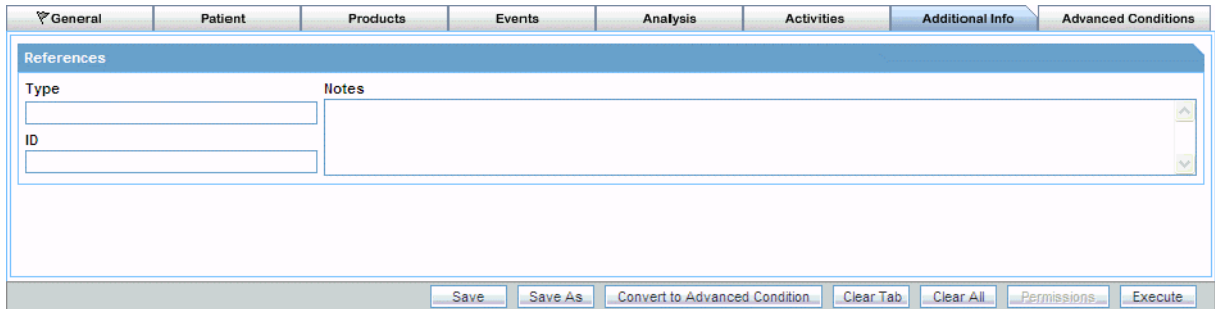 General Patient Products Events Analysis Activities Additional Info Advanced Conditions
References
Type Notes
ID
Save Save As Convert to Advanced Condition Clear Tab Clear All Permissions Execute